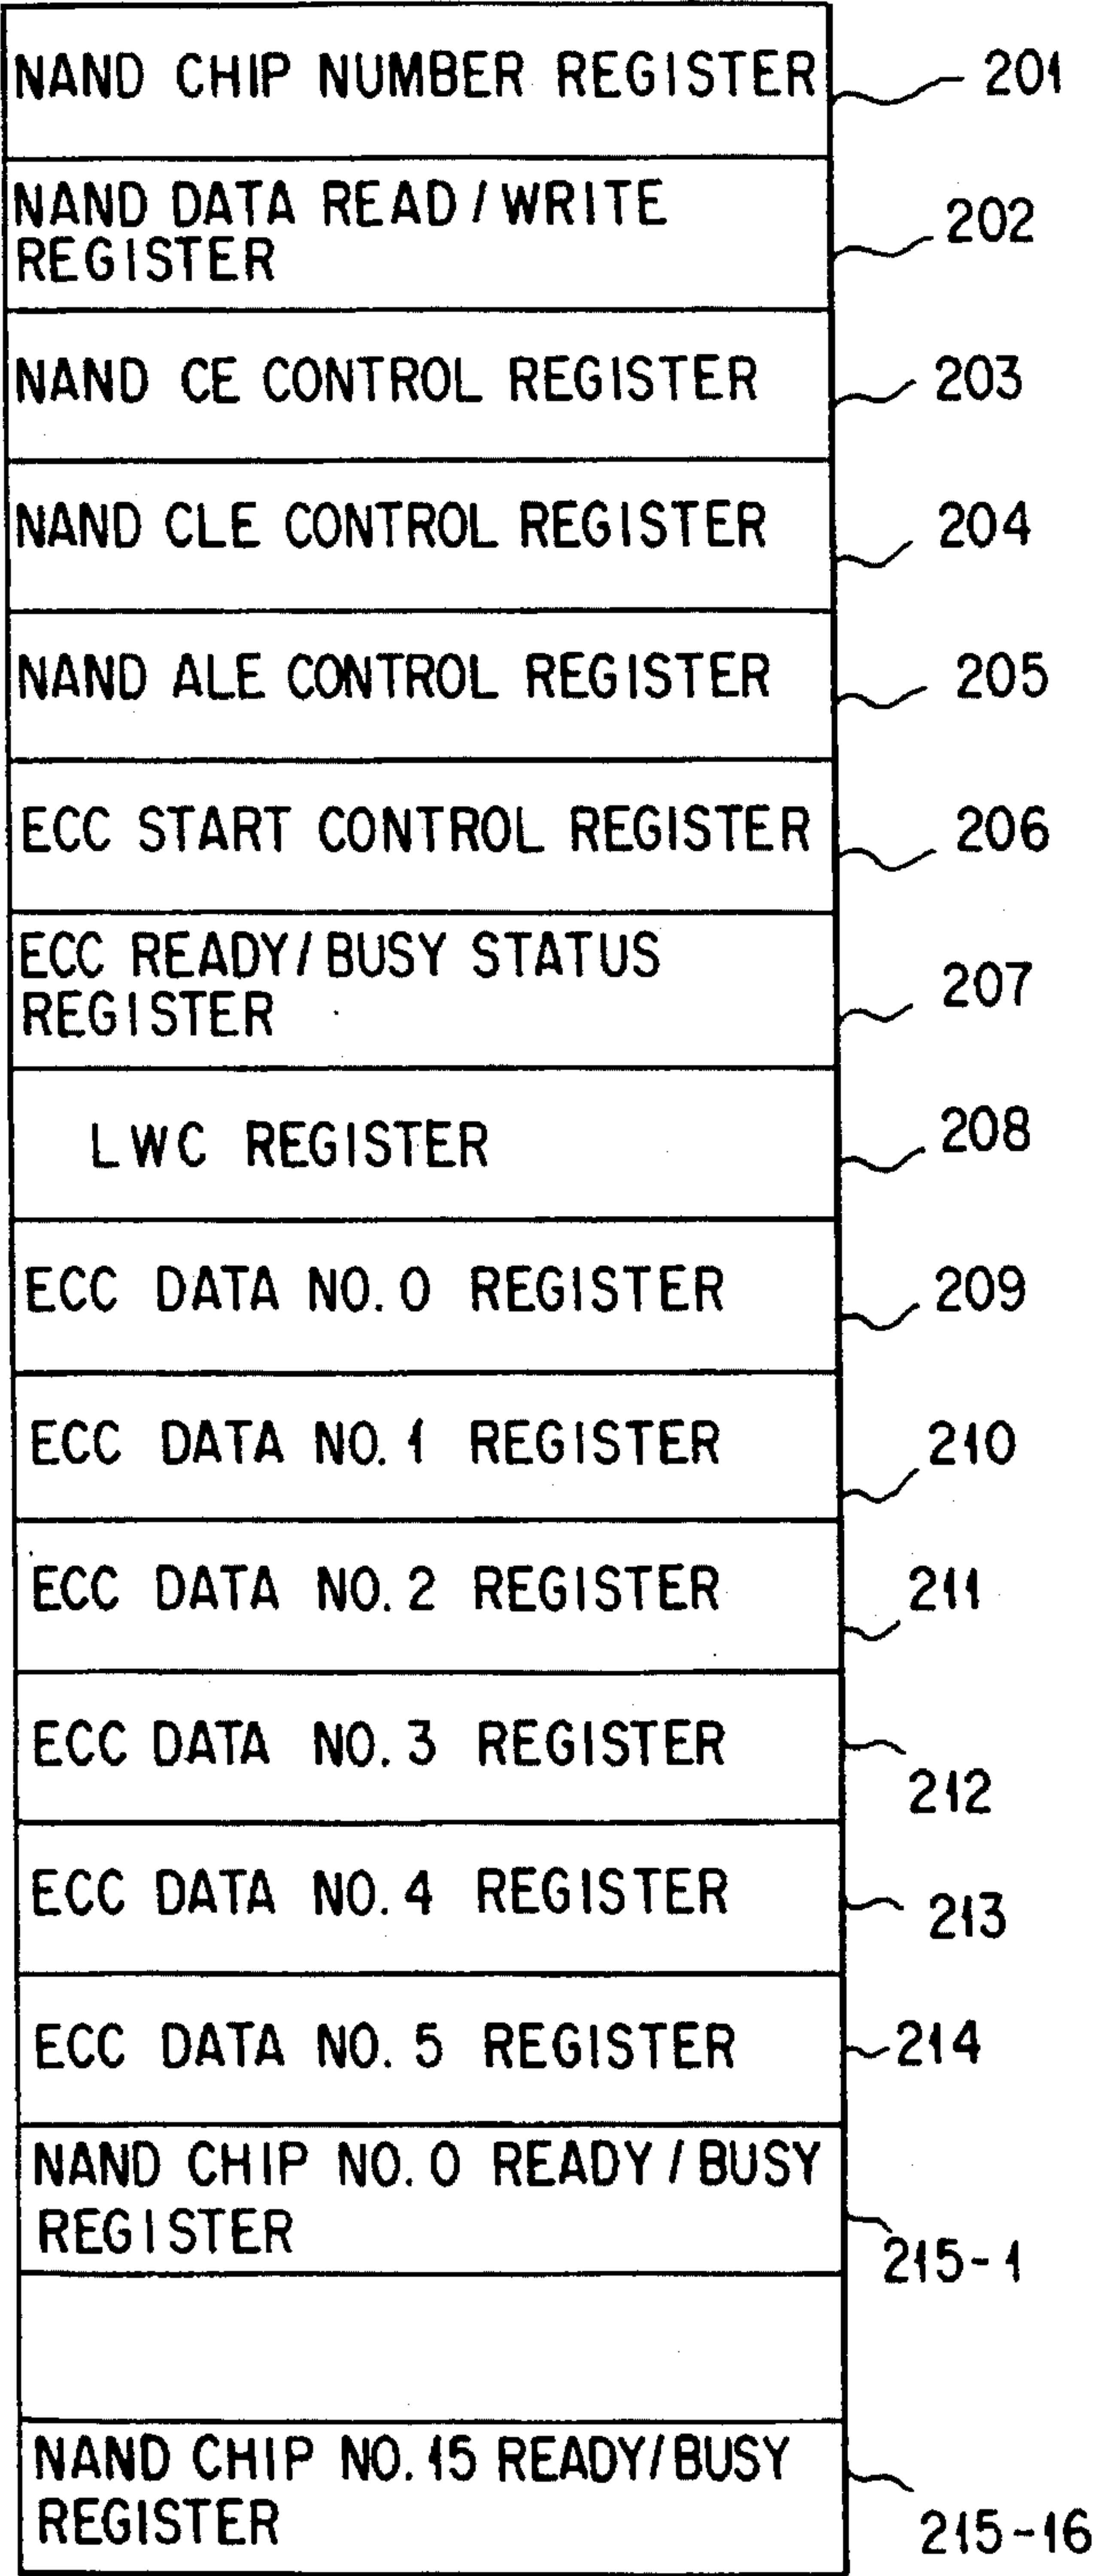 NAND CHIP NUMBER REGISTER 201
NAND DATA READ/WRITE
REGISTER 202
NAND CE CONTROL REGISTER 203
NAND CLE CONTROL REGISTER 204
NAND ALE CONTROL REGISTER 205
ECC START CONTROL REGISTER 206
ECC READY/BUSY STATUS
REGISTER 207
LWC REGISTER 208
ECC DATA NO. 0 REGISTER 209
ECC DATA NO. 1 REGISTER 210
ECC DATA NO. 2 REGISTER 211
ECC DATA NO. 3 REGISTER 212
ECC DATA NO. 4 REGISTER 213
ECC DATA NO. 5 REGISTER 214
NAND CHIP NO. 0 READY/BUSY
REGISTER 215-1
NAND CHIP NO. 15 READY/BUSY
REGISTER 215-16